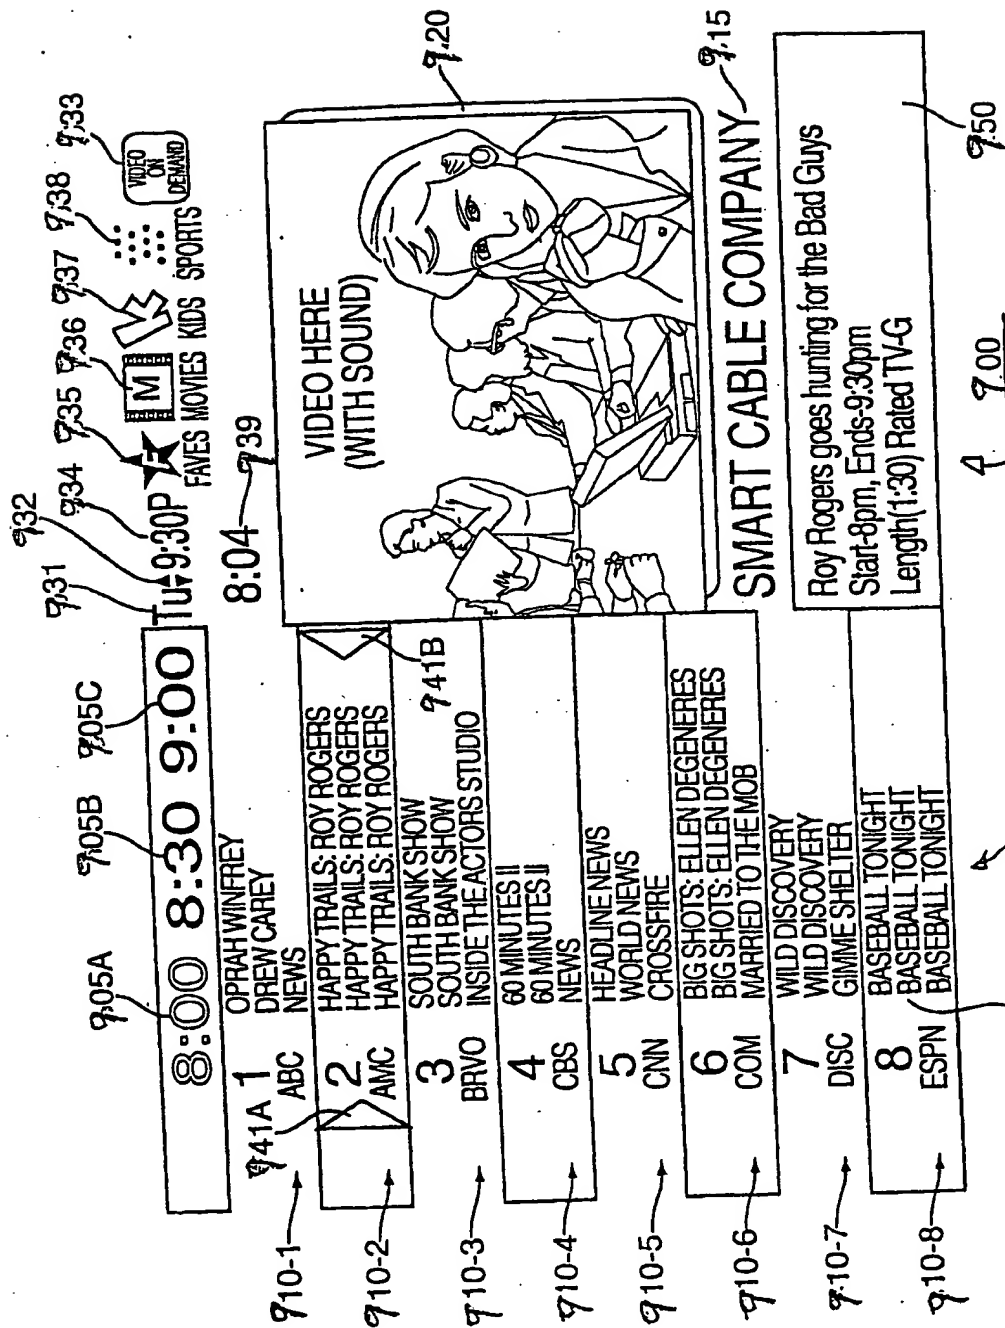 931 932 934 935 936 937 938 933
905A 905B 905C
8:00 8:30 9:00
Tu 9:30P F M VIDEO ON DEMAND
FAVES MOVIES KIDS SPORTS
8:04 939
910-1
1
ABC
OPRAH WINFREY
DREW CAREY
NEWS
941A
910-2
2
AMC
HAPPY TRAILS: ROY ROGERS
HAPPY TRAILS: ROY ROGERS
HAPPY TRAILS: ROY ROGERS
941B
910-3
3
BRVO
SOUTH BANK SHOW
SOUTH BANK SHOW
INSIDE THE ACTORS STUDIO
910-4
4
CBS
60 MINUTES II
60 MINUTES II
NEWS
910-5
5
CNN
HEADLINE NEWS
WORLD NEWS
CROSSFIRE
910-6
6
COM
BIG SHOTS: ELLEN DEGENERES
BIG SHOTS: ELLEN DEGENERES
MARRIED TO THE MOB
910-7
7
DISC
WILD DISCOVERY
WILD DISCOVERY
GIMME SHELTER
910-8
8
ESPN
BASEBALL TONIGHT
BASEBALL TONIGHT
BASEBALL TONIGHT
VIDEO HERE
(WITH SOUND)
920
SMART CABLE COMPANY
915
Roy Rogers goes hunting for the Bad Guys
Start-8pm, Ends-9:30pm
Length(1:30) Rated TV-G
950
900